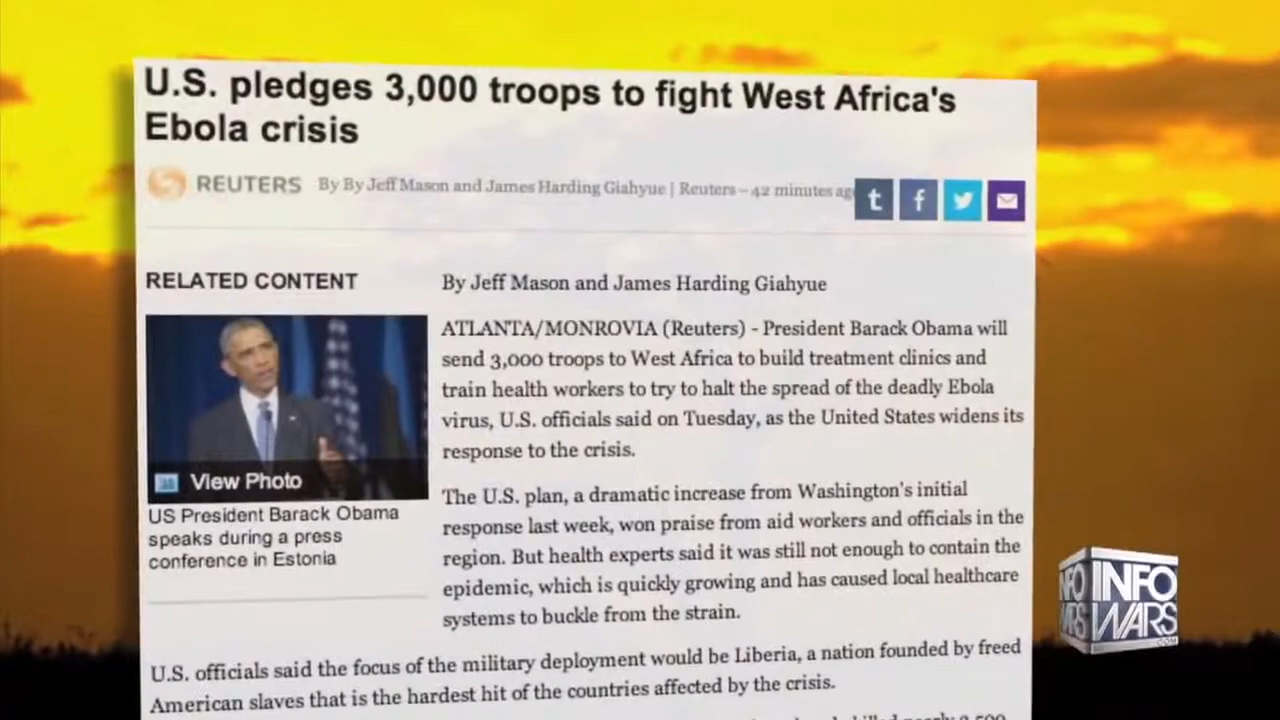 U.S. pledges 3,000 troops to fight West Africa's
Ebola crisis
REUTERS By By Jeff Mason and James Harding Giahyue | Reuters – 42 minutes ag
t f
RELATED CONTENT
View Photo
US President Barack Obama
speaks during a press
conference in Estonia
By Jeff Mason and James Harding Giahyue
ATLANTA/MONROVIA (Reuters) - President Barack Obama will
send 3,000 troops to West Africa to build treatment clinics and
train health workers to try to halt the spread of the deadly Ebola
virus, U.S. officials said on Tuesday, as the United States widens its
response to the crisis.
The U.S. plan, a dramatic increase from Washington's initial
response last week, won praise from aid workers and officials in the
region. But health experts said it was still not enough to contain the
epidemic, which is quickly growing and has caused local healthcare
systems to buckle from the strain.
U.S. officials said the focus of the military deployment would be Liberia, a nation founded by freed
American slaves that is the hardest hit of the countries affected by the crisis.
INFO
WARS
.COM